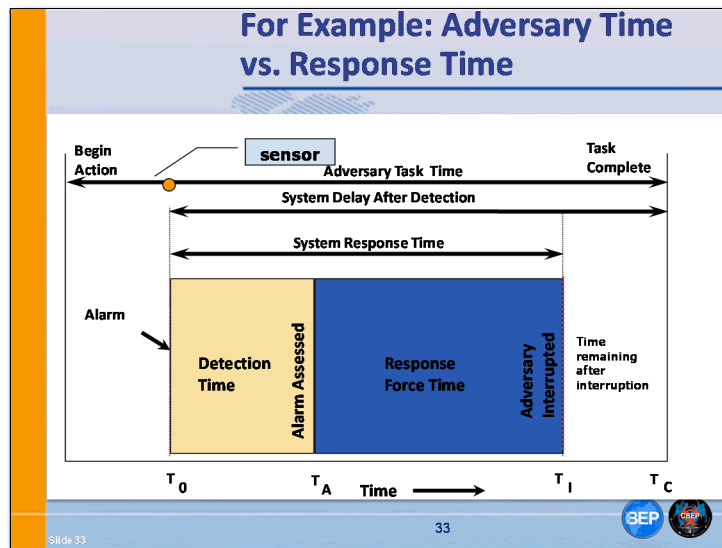 For Example: Adversary Time
vs. Response Time
Begin
Action
sensor
Task
Complete
Adversary Task Time
System Delay After Detection
System Response Time
Alarm
Detection
Time
Alarm Assessed
Response
Force Time
Adversary
Interrupted
Time
remaining
after
interruption
T0
TA
Time
TI
TC
Slide 33
33
BEP
CBEP